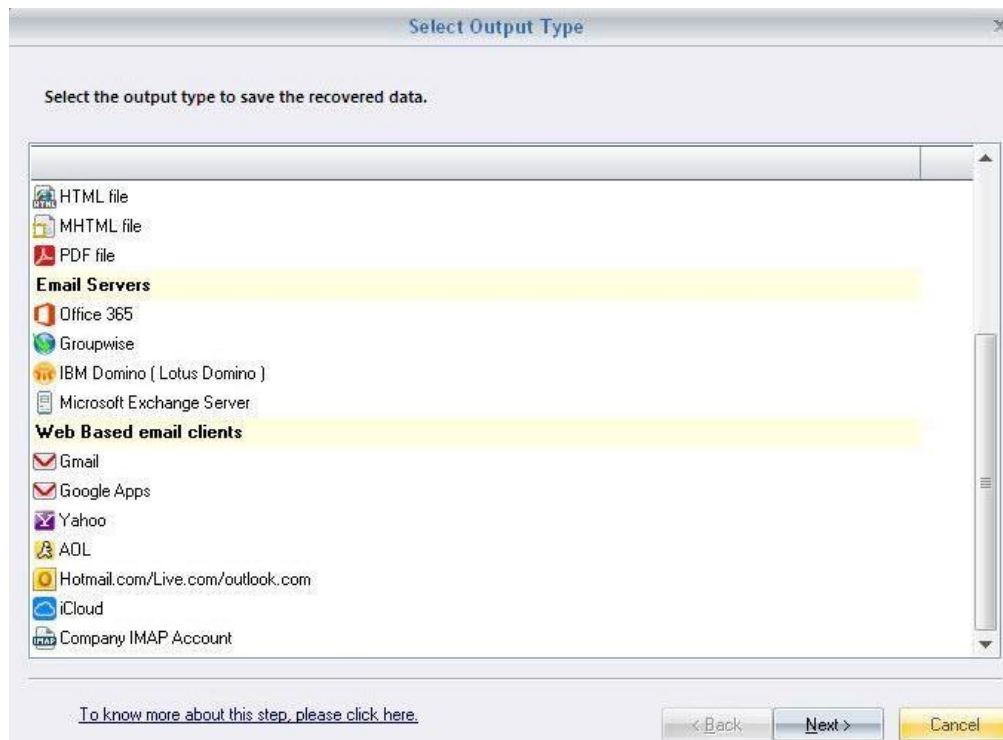 Select Output Type
Select the output type to save the recovered data.
HTML file
MHTML file
PDF file
Email Servers
Office 365
Groupwise
IBM Domino ( Lotus Domino )
Microsoft Exchange Server
Web Based email clients
Gmail
Google Apps
Yahoo
AOL
Hotmail.com/Live.com/outlook.com
iCloud
Company IMAP Account
To know more about this step, please click here.
< Back
Next >
Cancel